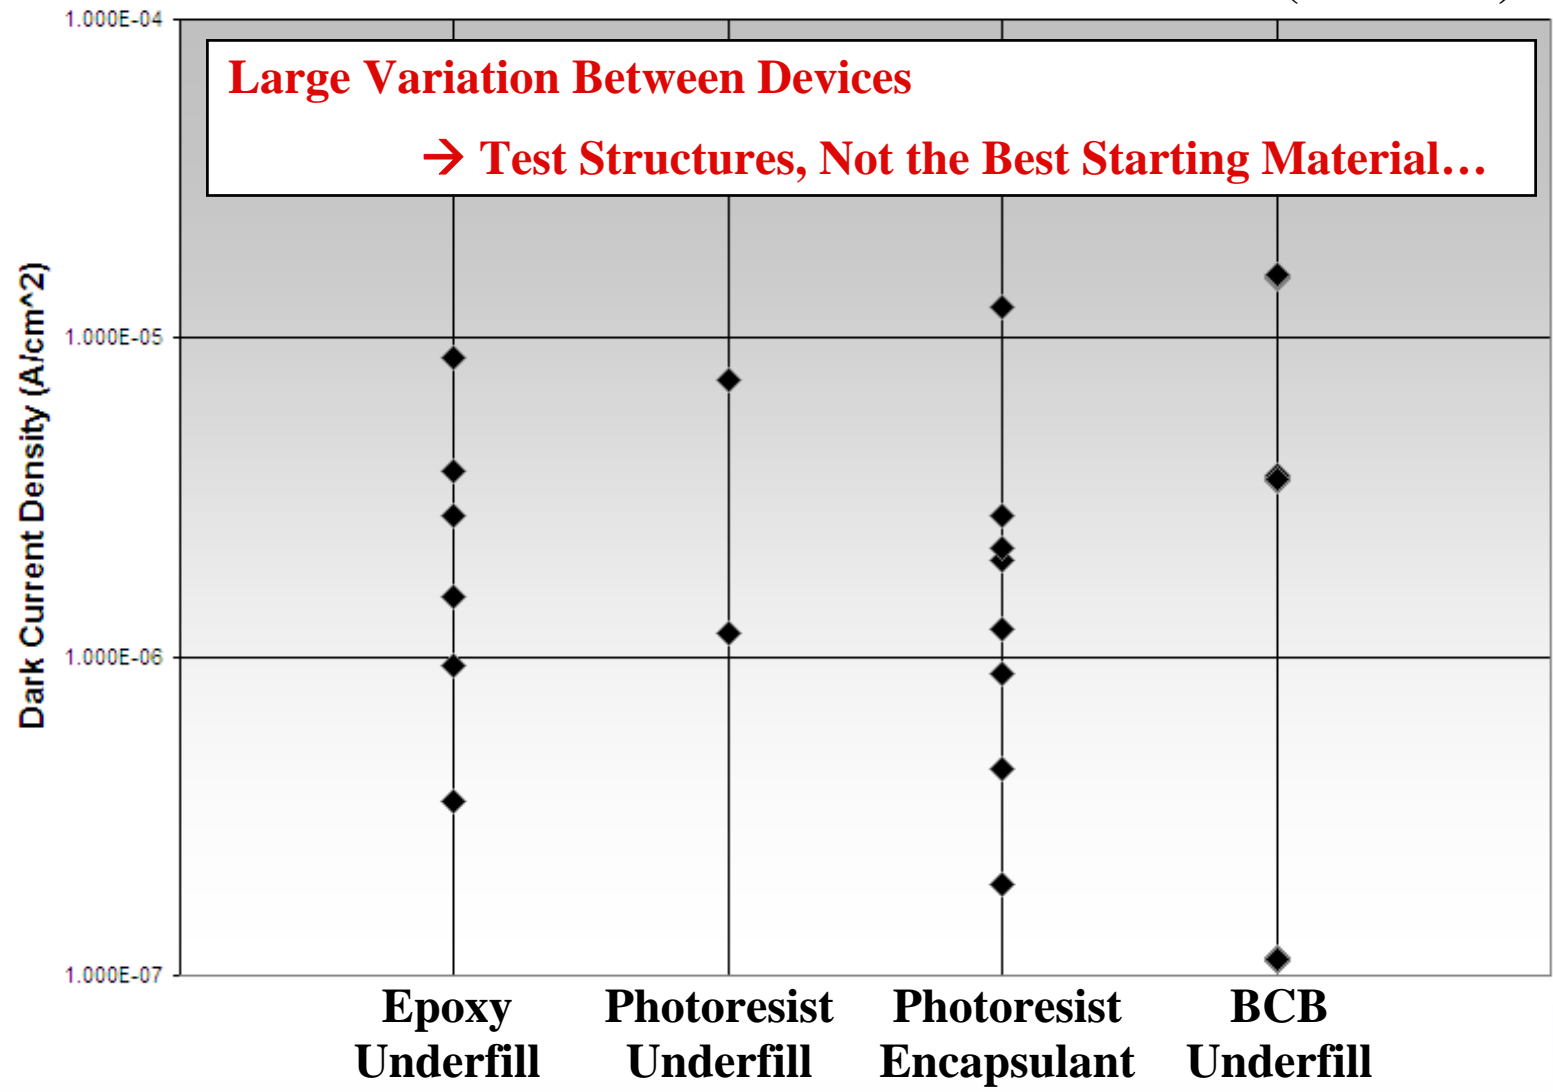 1.000E-04
Large Variation Between Devices
→ Test Structures, Not the Best Starting Material…
Dark Current Density (A/cm^2)
1.000E-05
1.000E-06
1.000E-07
Epoxy Underfill
Photoresist Underfill
Photoresist Encapsulant
BCB Underfill